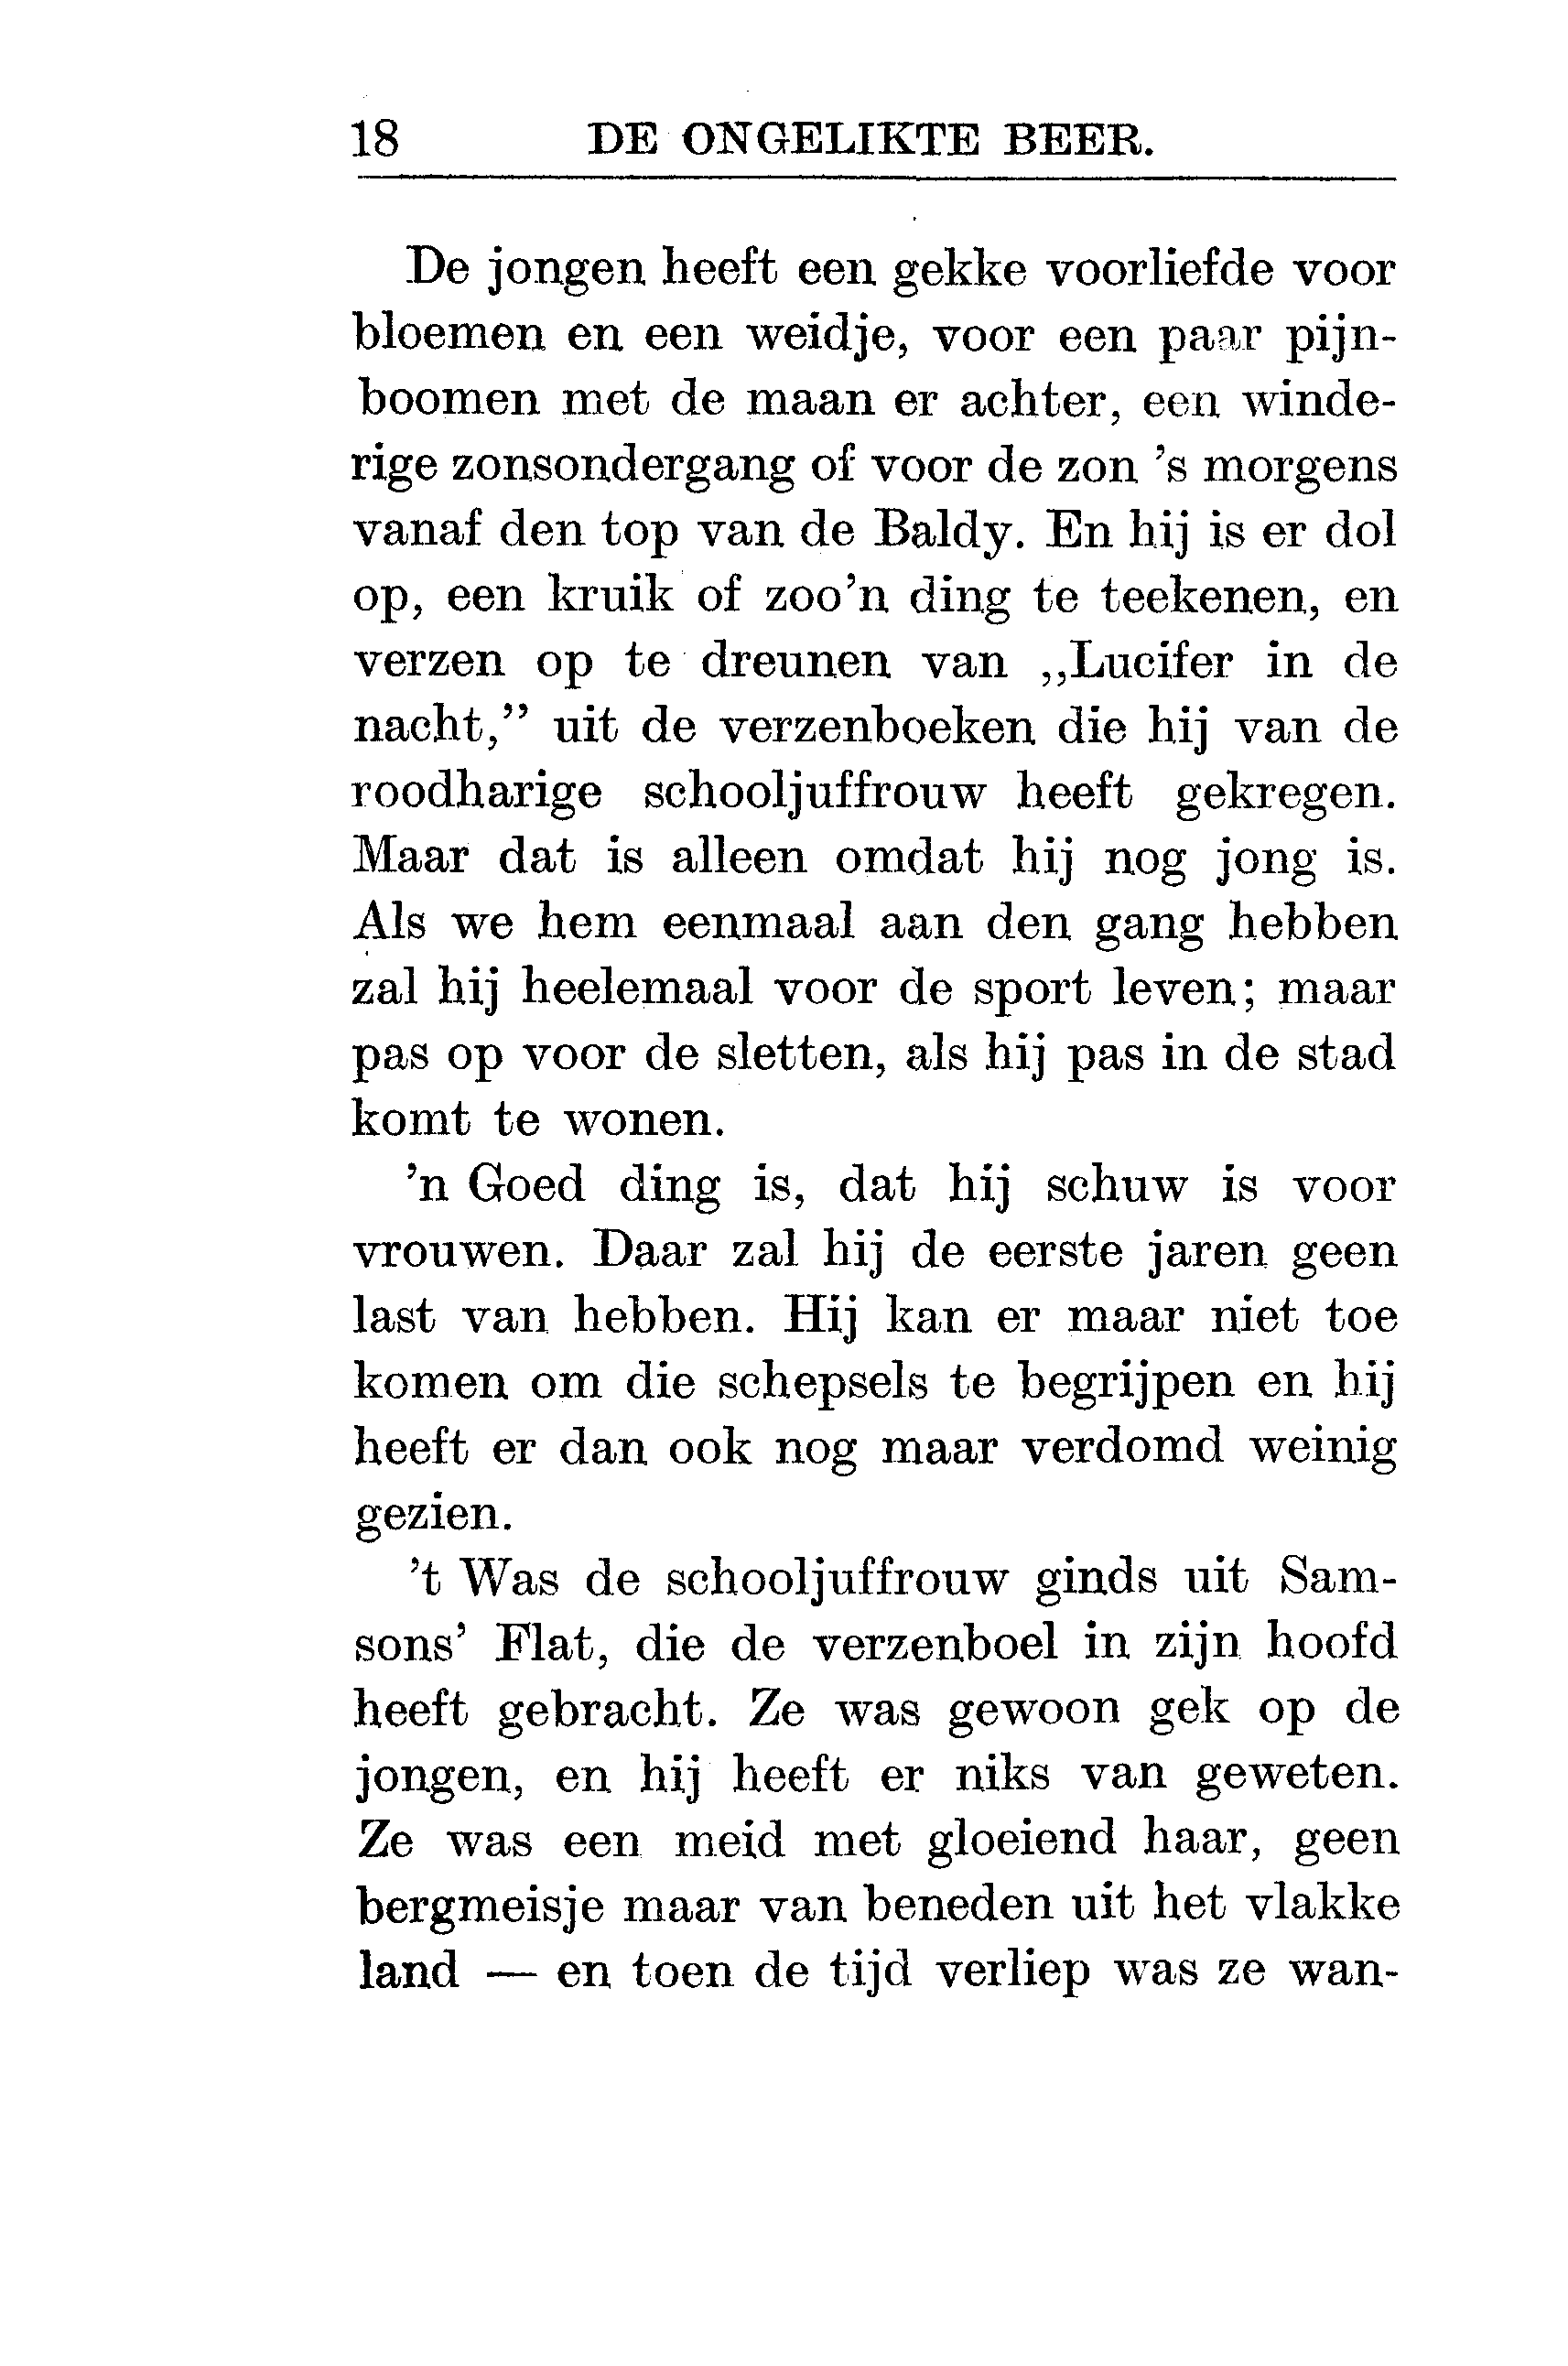 18 DE ONGELIKTE BEER.
De jongen heeft een gekke voorliefde voor
bloemen en een weidje, voor een paar pijn-
boomen met de maan er achter, een winde-
rige zonsondergang of voor de zon 's morgens
vanaf den top van de Baldy. En hij is er dol
op, een kruik of zoo'n ding te teekenen, en
verzen op te dreunen van ,,Lucifer in de
nacht,” uit de verzenboeken die hij van de
roodharige schooljuffrouw heeft gekregen.
Maar dat is alleen omdat hij nog jong is.
Als we hem eenmaal aan den gang hebben
zal hij heelemaal voor de sport leven; maar
pas op voor de sletten, als hij pas in de stad
komt te wonen.
'n Goed ding is, dat hij schuw is voor
vrouwen. Daar zal hij de eerste jaren geen
last van hebben. Hij kan er maar niet toe
komen om die schepsels te begrijpen en hij
heeft er dan ook nog maar verdomd weinig
gezien.
't Was de schooljuffrouw ginds uit Sam-
sons' Flat, die de verzenboel in zijn hoofd
heeft gebracht. Ze was gewoon gek op de
jongen, en hij heeft er niks van geweten.
Ze was een meid met gloeiend haar, geen
bergmeisje maar van beneden uit het vlakke
land — en toen de tijd verliep was ze wan-